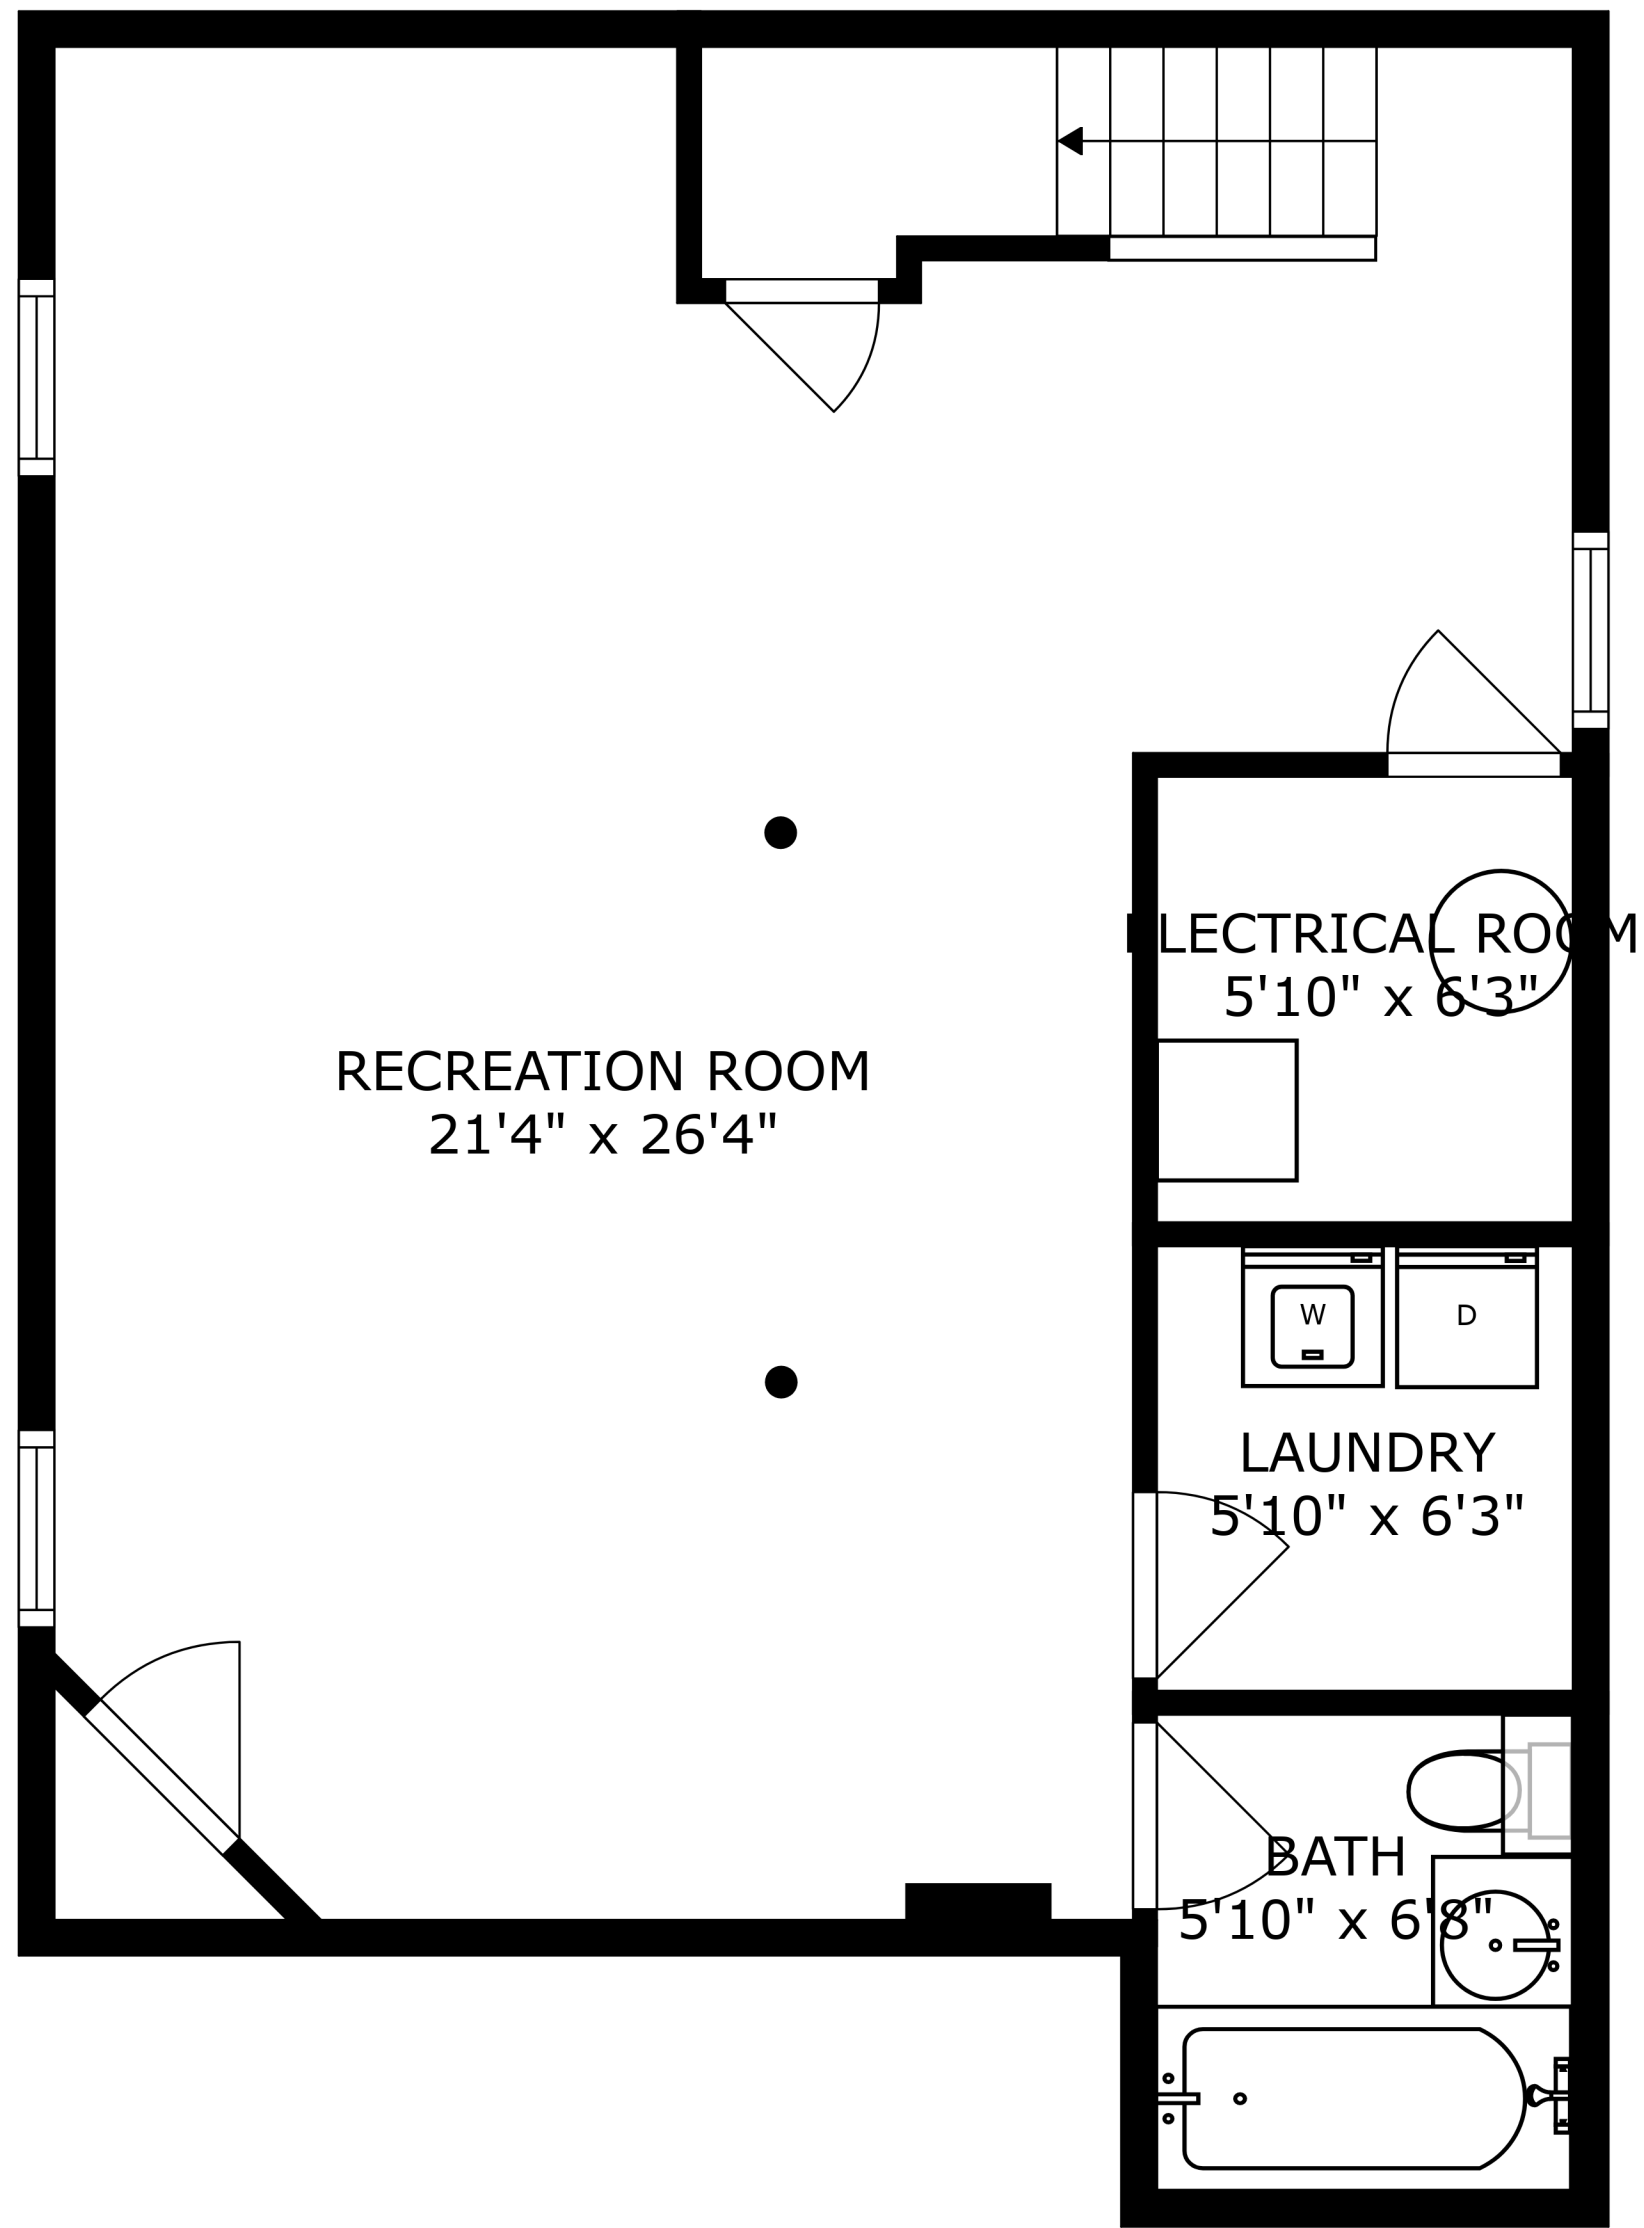 ELECTRICAL ROOM
5'10" x 6'3"
RECREATION ROOM
21'4" x 26'4"
W
D
LAUNDRY
5'10" x 6'3"
BATH
5'10" x 6'8"